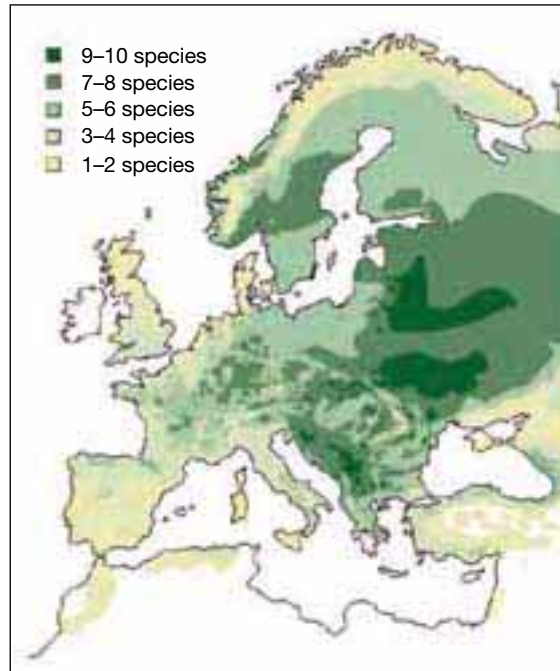 9–10 species
7–8 species
5–6 species
3–4 species
1–2 species